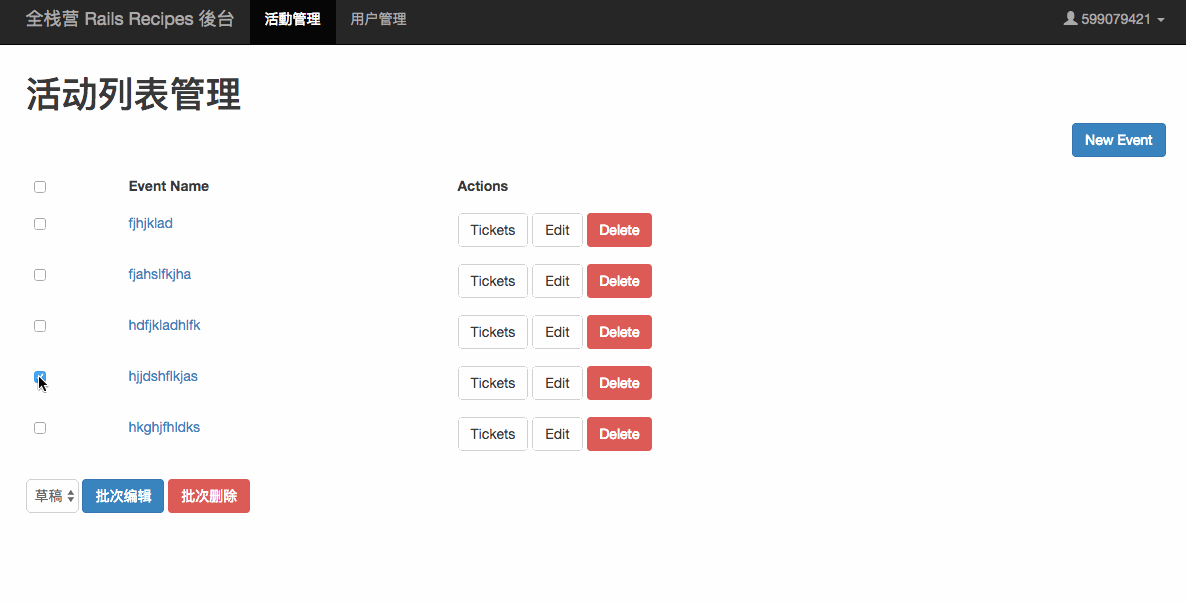 全栈营 Rails Recipes 後台 活動管理 用户管理 599079421
活动列表管理
New Event
Event Name Actions
fjhjklad Tickets Edit Delete
fjahslfkjha Tickets Edit Delete
hdfjkladhlfk Tickets Edit Delete
hjjdshflkjas Tickets Edit Delete
hkghjfhldks Tickets Edit Delete
草稿 批次编辑 批次删除